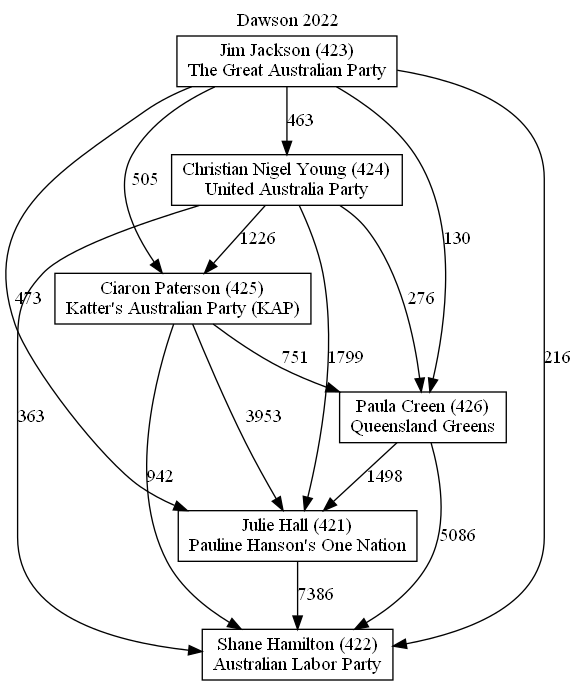 Dawson 2022
Jim Jackson (423)
The Great Australian Party
463
Christian Nigel Young (424)
United Australia Party
505
1226
130
Ciaron Paterson (425)
Katter's Australian Party (KAP)
276
473
751
1799
216
363
Paula Creen (426)
Queensland Greens
3953
942
1498
Julie Hall (421)
Pauline Hanson's One Nation
5086
7386
Shane Hamilton (422)
Australian Labor Party